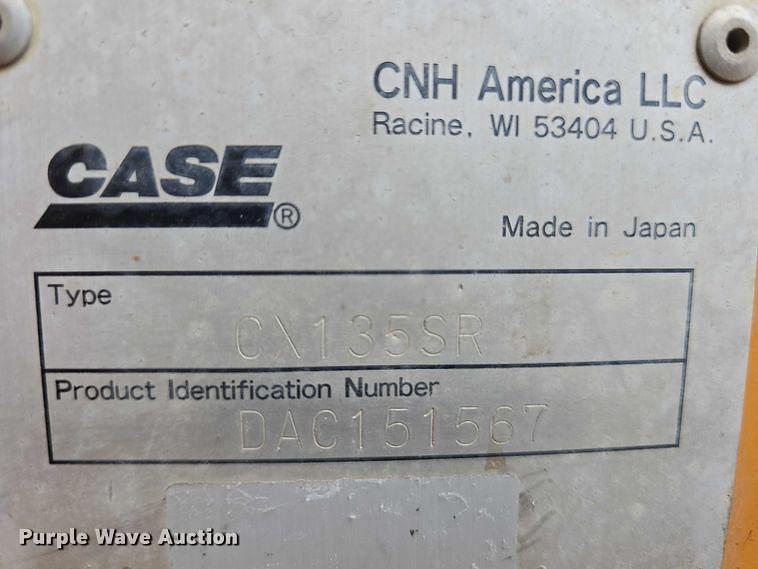 CNH America LLC
Racine, WI 53404 U.S.A.
CASE®
Made in Japan
Type
CX135SR
Product Identification Number
DAC151567
Purple Wave Auction